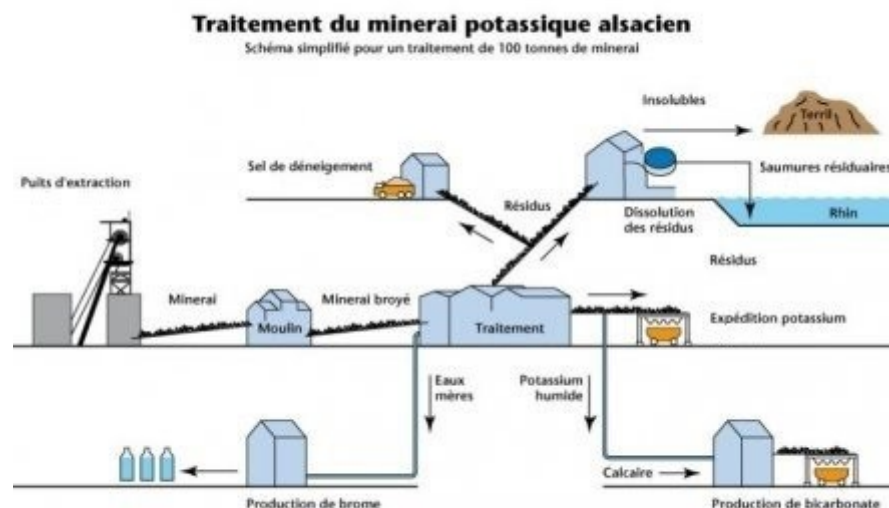 Traitement du minerai potassique alsacien
Schéma simplifié pour un traitement de 100 tonnes de minerai
Insolubles
Terril
Sel de déneigement
Saumures résiduaires
Puits d'extraction
Résidus
Dissolution
des résidus
Rhin
Résidus
Minerai
Minerai broyé
Moulin
Traitement
Expédition potassium
Eaux
mères
Potassium
humide
Calcaire
Production de brome
Production de bicarbonate